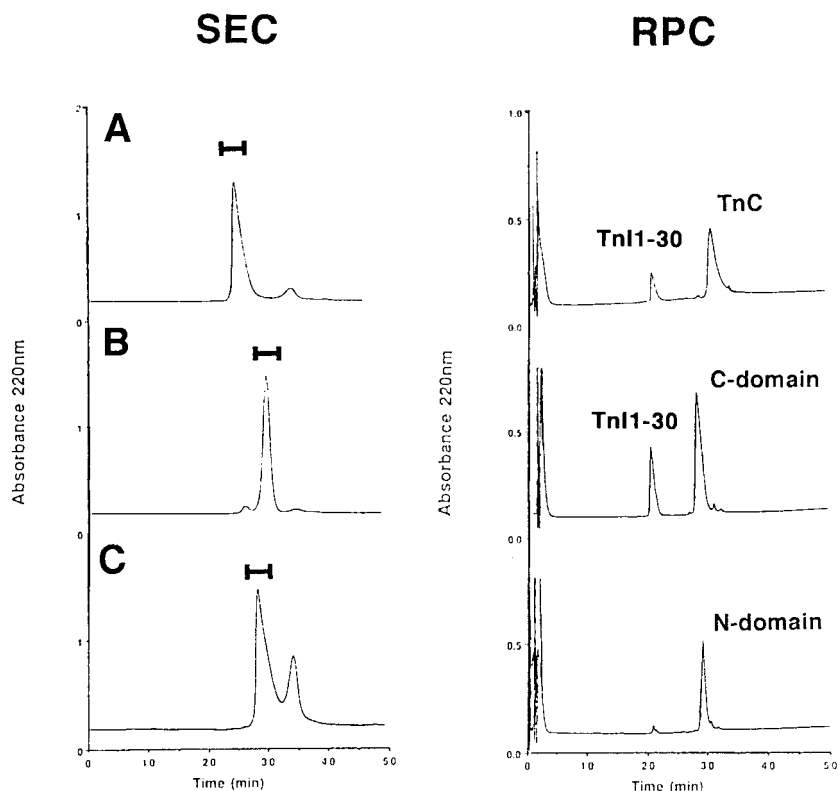 SEC
RPC
A
B
C
2
1
0
1
0
1
0
Absorbance 220nm
0 10 20 30 40 50
Time (min)
1.0
0.5
0.0
0.5
0.0
0.5
0.0
Absorbance 220nm
TnI1-30
TnC
TnI1-30
C-domain
N-domain
0 10 20 30 40 50
Time (min)